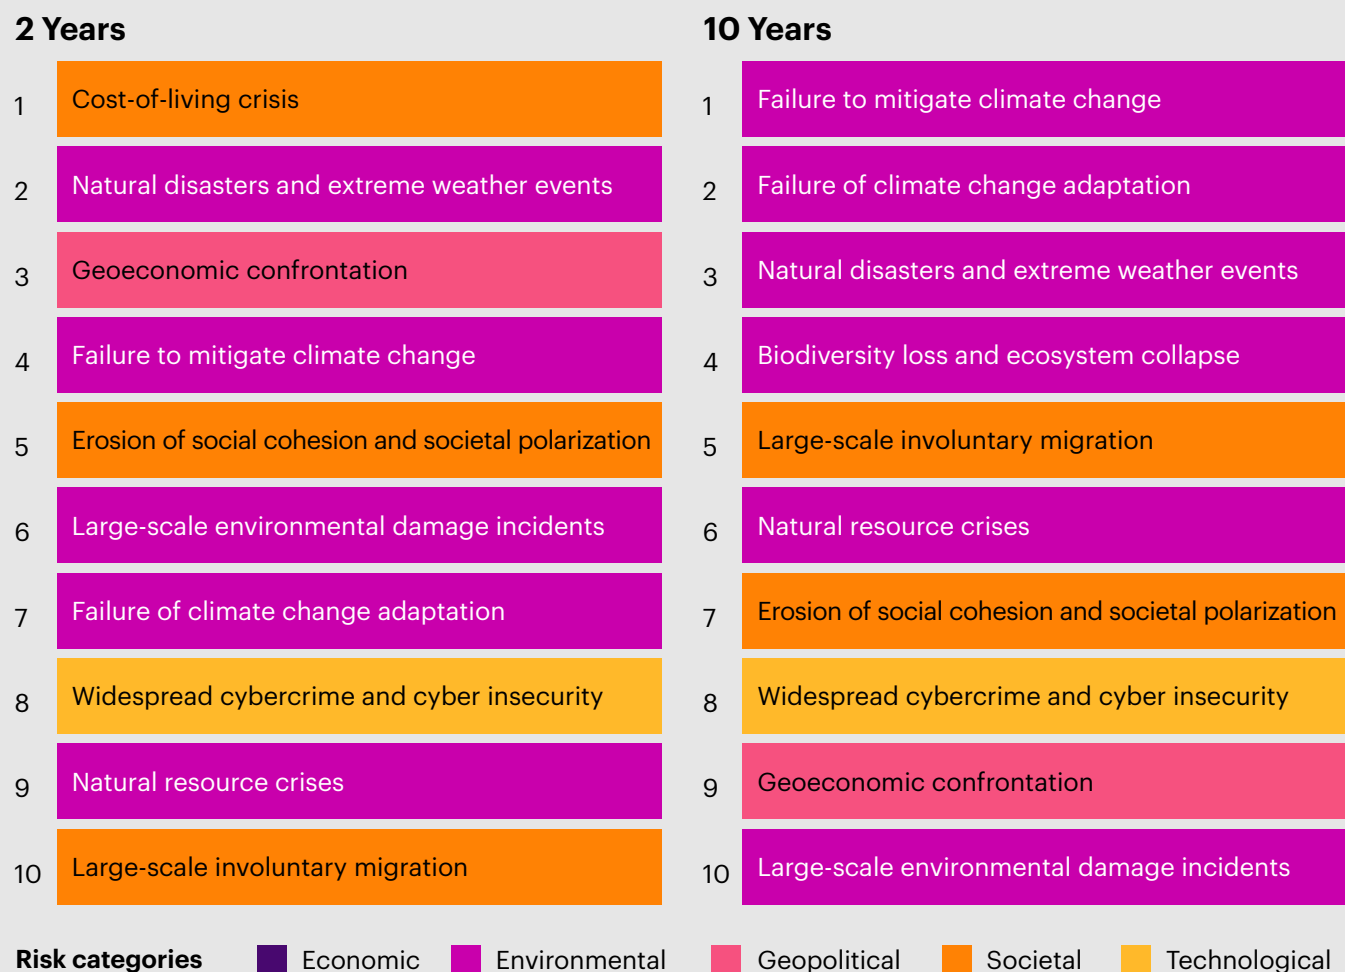 2 Years
1 Cost-of-living crisis
2 Natural disasters and extreme weather events
3 Geoeconomic confrontation
4 Failure to mitigate climate change
5 Erosion of social cohesion and societal polarization
6 Large-scale environmental damage incidents
7 Failure of climate change adaptation
8 Widespread cybercrime and cyber insecurity
9 Natural resource crises
10 Large-scale involuntary migration
10 Years
1 Failure to mitigate climate change
2 Failure of climate change adaptation
3 Natural disasters and extreme weather events
4 Biodiversity loss and ecosystem collapse
5 Large-scale involuntary migration
6 Natural resource crises
7 Erosion of social cohesion and societal polarization
8 Widespread cybercrime and cyber insecurity
9 Geoeconomic confrontation
10 Large-scale environmental damage incidents
Risk categories Economic Environmental Geopolitical Societal Technological